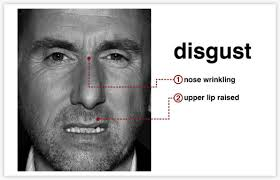 disgust
1 nose wrinkling
2 upper lip raised